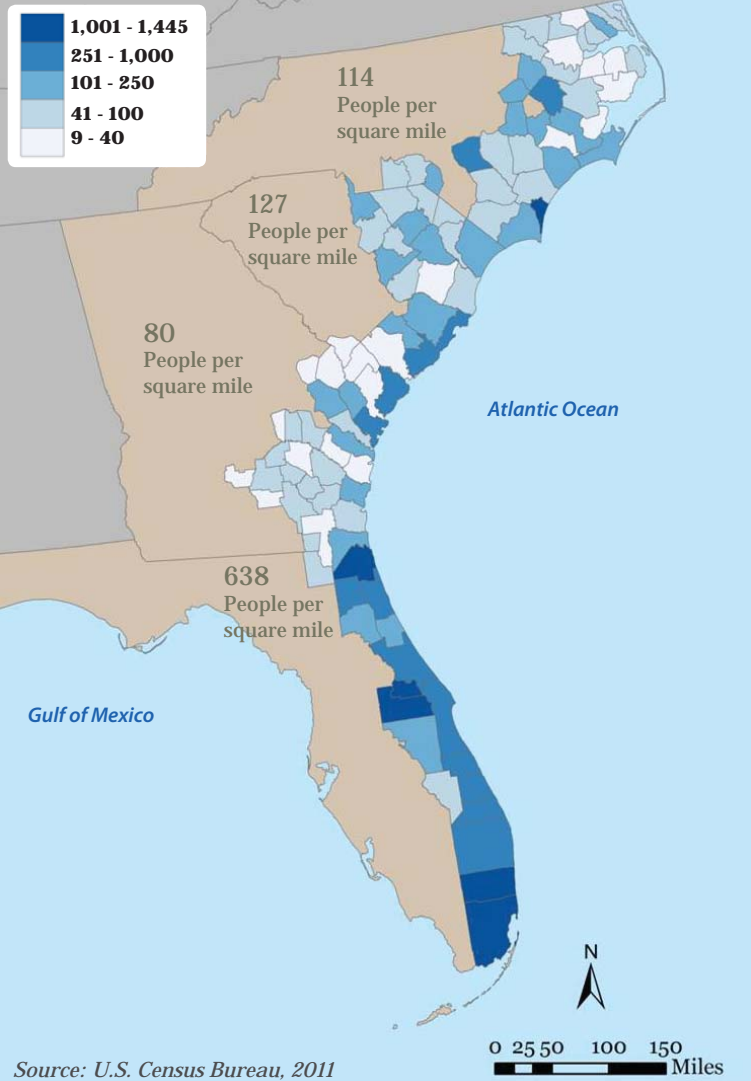 1,001 - 1,445
251 - 1,000
101 - 250
41 - 100
9 - 40
114
People per
square mile
127
People per
square mile
80
People per
square mile
Atlantic Ocean
638
People per
square mile
Gulf of Mexico
N
0 25 50 100 150
Miles
Source: U.S. Census Bureau, 2011